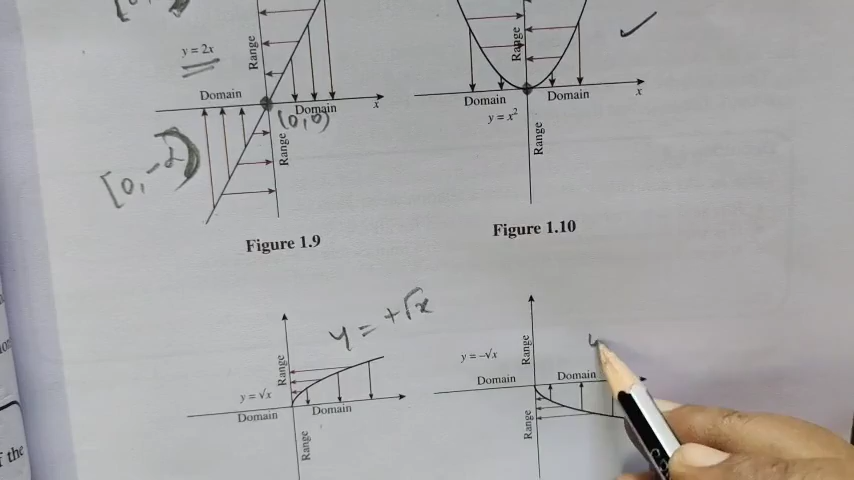 y = 2x
Range
Range
Domain
Domain
x
Domain
Domain
x
(0,0)
y = x²
Range
Range
[0,-2)
Figure 1.9
Figure 1.10
y = +√x
y
y = √x
Range
y = -√x
Range
Domain
Domain
Domain
Domain
Range
Range
f the